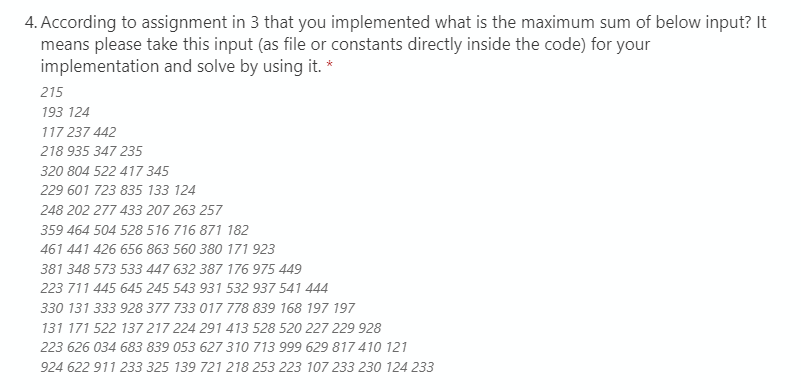 4. According to assignment in 3 that you implemented what is the maximum sum of below input? It
means please take this input (as file or constants directly inside the code) for your
implementation and solve by using it. *
215
193 124
117 237 442
218 935 347 235
320 804 522 417 345
229 601 723 835 133 124
248 202 277 433 207 263 257
359 464 504 528 516 716 871 182
461 441 426 656 863 560 380 171 923
381 348 573 533 447 632 387 176 975 449
223 711 445 645 245 543 931 532 937 541 444
330 131 333 928 377 733 017 778 839 168 197 197
131 171 522 137 217 224 291 413 528 520 227 229 928
223 626 034 683 839 053 627 310 713 999 629 817 410 121
924 622 911 233 325 139 721 218 253 223 107 233 230 124 233